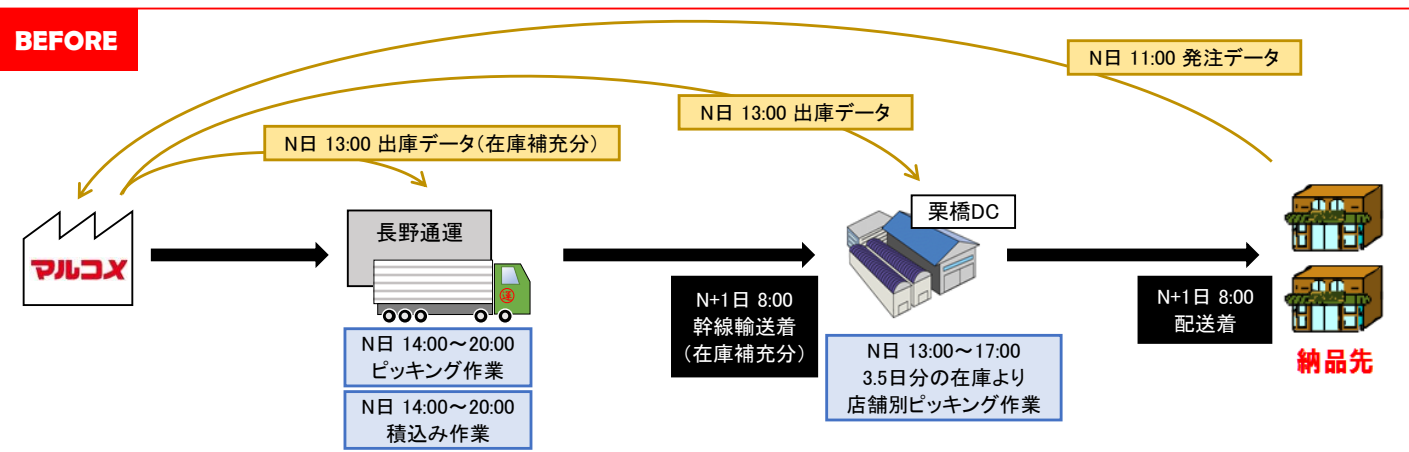 BEFORE
N日 11:00 発注データ
N日 13:00 出庫データ
N日 13:00 出庫データ(在庫補充分)
マルコメ
長野通運
運
栗橋DC
N日 14:00～20:00
ピッキング作業
N日 14:00～20:00
積込み作業
N+1日 8:00
幹線輸送着
(在庫補充分)
N日 13:00～17:00
3.5日分の在庫より
店舗別ピッキング作業
N+1日 8:00
配送着
納品先